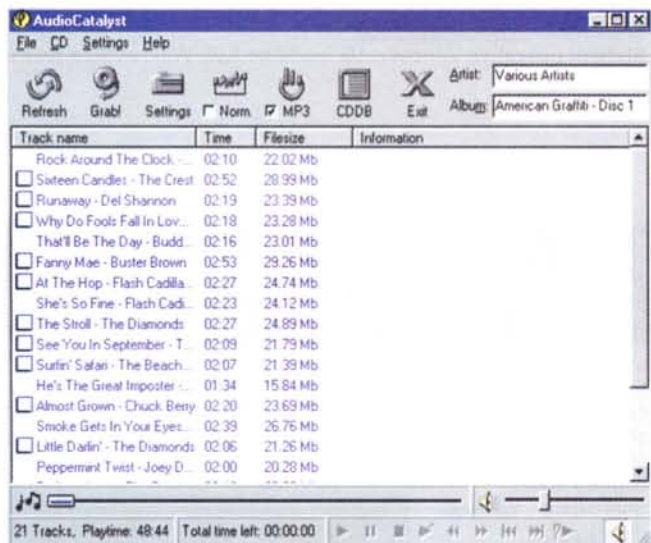 AudioCatalyst
File CD Settings Help
Refresh Grab! Settings Norm. MP3 CDDB Exit
Artist: Various Artists
Album: American Graffiti - Disc 1
Track name Time Filesize Information
Rock Around The Clock -... 02:10 22.02 Mb
Sixteen Candles - The Crest 02:52 28.99 Mb
Runaway - Del Shannon 02:19 23.39 Mb
Why Do Fools Fall In Lov... 02:18 23.28 Mb
That'll Be The Day - Budd... 02:16 23.01 Mb
Fanny Mae - Buster Brown 02:53 29.26 Mb
At The Hop - Flash Cadilla... 02:27 24.74 Mb
She's So Fine - Flash Cadi... 02:23 24.12 Mb
The Stroll - The Diamonds 02:27 24.89 Mb
See You In September - T... 02:09 21.79 Mb
Surfin' Safari - The Beach... 02:07 21.39 Mb
He's The Great Imposter -... 01:34 15.84 Mb
Almost Grown - Chuck Berry 02:20 23.69 Mb
Smoke Gets In Your Eyes... 02:39 26.76 Mb
Little Darlin' - The Diamonds 02:06 21.26 Mb
Peppermint Twist - Joey D... 02:00 20.28 Mb
21 Tracks, Playtime: 48:44 Total time left: 00:00:00